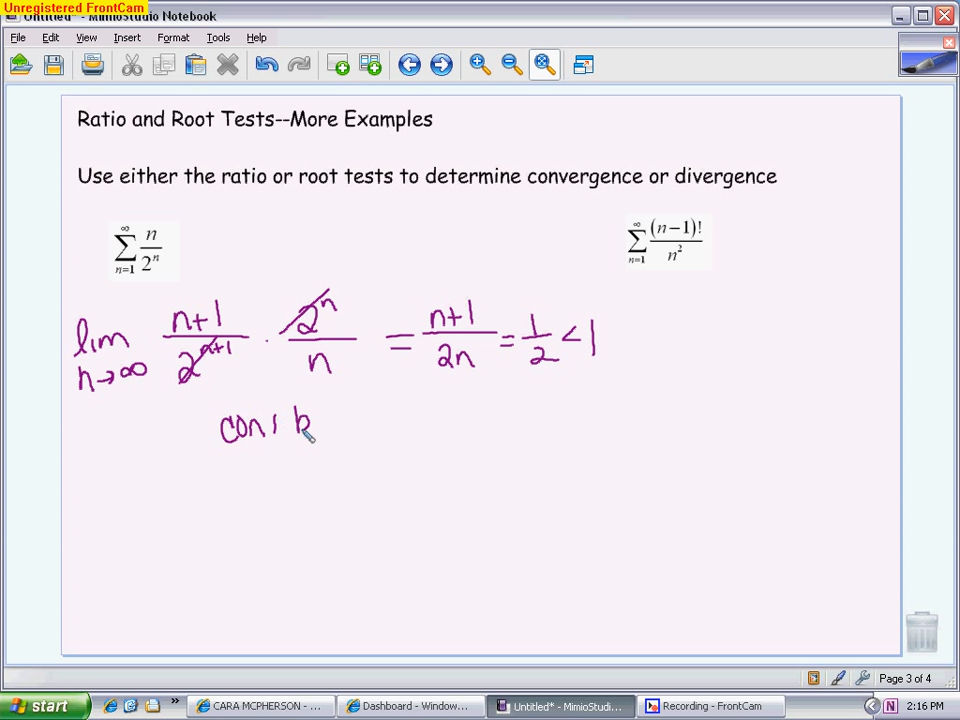 Unregistered FrontCam
Untitled* - MimioStudio Notebook
File Edit View Insert Format Tools Help
Ratio and Root Tests--More Examples
Use either the ratio or root tests to determine convergence or divergence
∞ ∑ n=1 n/2^n
∞ ∑ n=1 (n−1)!/n²
lim n→∞ n+1/2^n+1 · 2^n/n = n+1/2n = 1/2 < 1
con
Page 3 of 4
start
CARA MCPHERSON - ...
Dashboard - Window...
Untitled* - MimioStudi...
Recording - FrontCam
2:16 PM